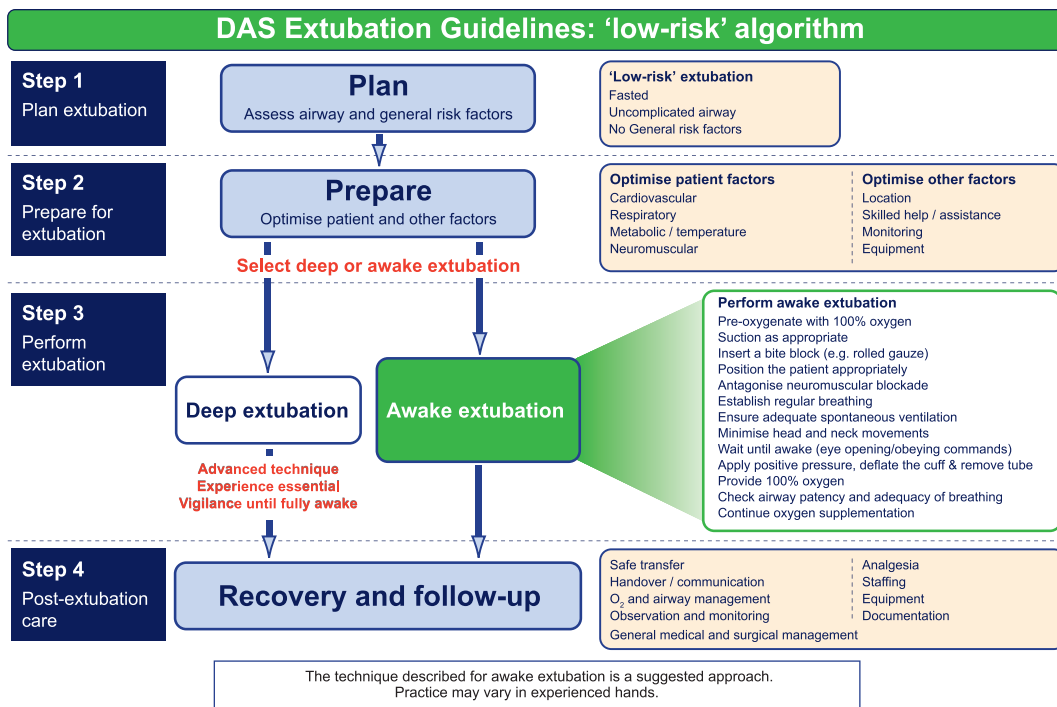 DAS Extubation Guidelines: ‘low-risk’ algorithm
Step 1
Plan extubation
Plan
Assess airway and general risk factors
‘Low-risk’ extubation
Fasted
Uncomplicated airway
No General risk factors
Step 2
Prepare for
extubation
Prepare
Optimise patient and other factors
Optimise patient factors
Cardiovascular
Respiratory
Metabolic / temperature
Neuromuscular
Optimise other factors
Location
Skilled help / assistance
Monitoring
Equipment
Select deep or awake extubation
Step 3
Perform
extubation
Deep extubation
Advanced technique
Experience essential
Vigilance until fully awake
Awake extubation
Perform awake extubation
Pre-oxygenate with 100% oxygen
Suction as appropriate
Insert a bite block (e.g. rolled gauze)
Position the patient appropriately
Antagonise neuromuscular blockade
Establish regular breathing
Ensure adequate spontaneous ventilation
Minimise head and neck movements
Wait until awake (eye opening/obeying commands)
Apply positive pressure, deflate the cuff & remove tube
Provide 100% oxygen
Check airway patency and adequacy of breathing
Continue oxygen supplementation
Step 4
Post-extubation
care
Recovery and follow-up
Safe transfer
Handover / communication
O₂ and airway management
Observation and monitoring
General medical and surgical management
Analgesia
Staffing
Equipment
Documentation
The technique described for awake extubation is a suggested approach.
Practice may vary in experienced hands.